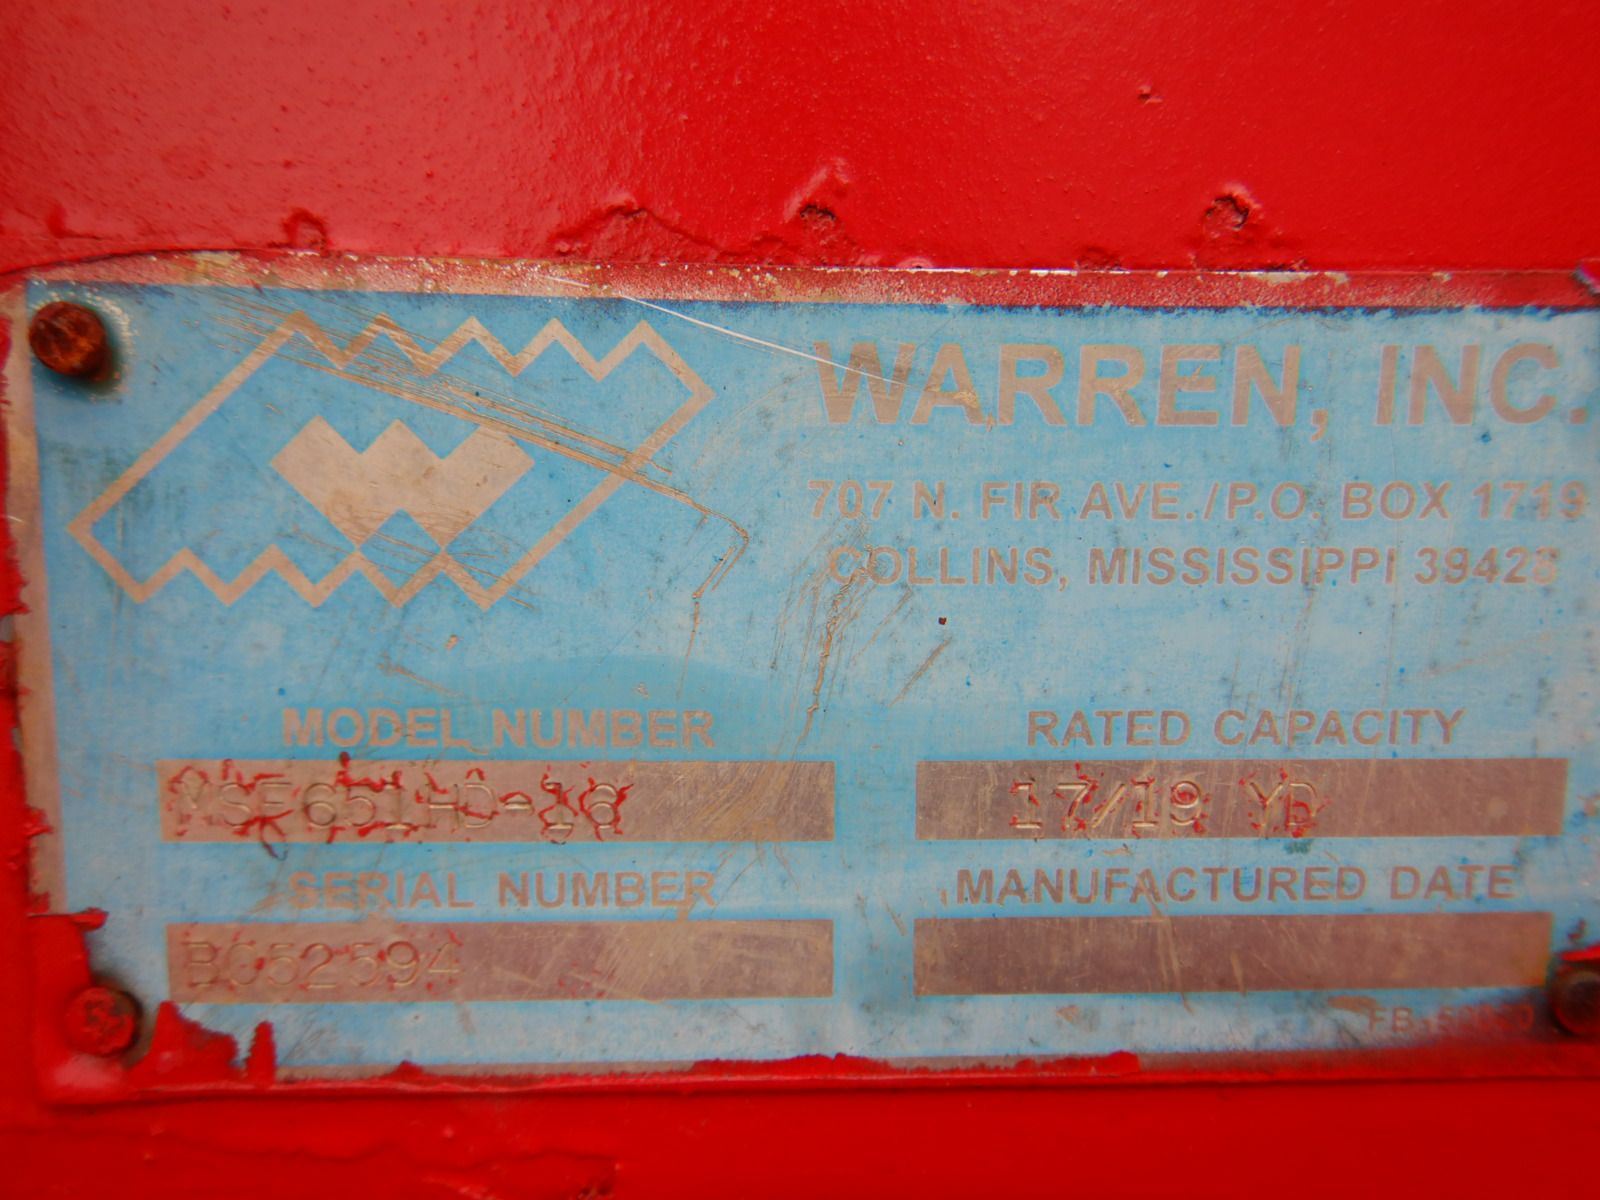 WARREN, INC.
707 N. FIR AVE./P.O. BOX 1719
COLLINS, MISSISSIPPI 39428
MODEL NUMBER
RATED CAPACITY
17/19 YD
SERIAL NUMBER
MANUFACTURED DATE